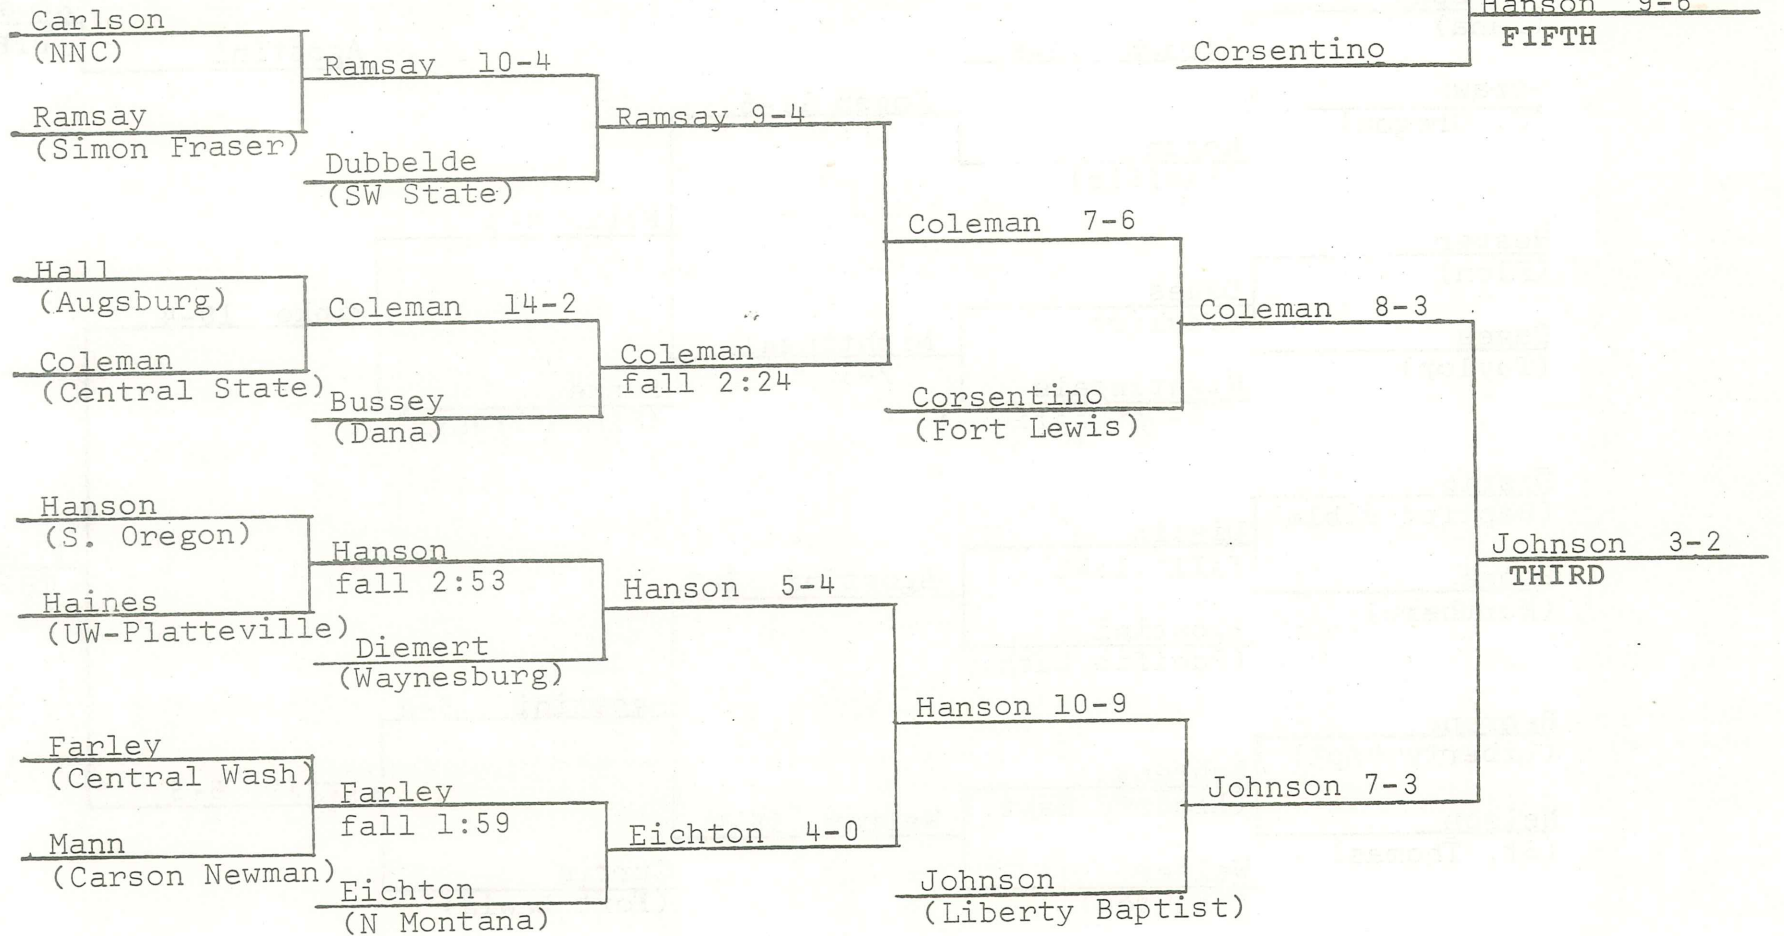 Carlson
(NNC)
Ramsay
(Simon Fraser)
Hall
(Augsburg)
Coleman
(Central State)
Hanson
(S. Oregon)
Haines
(UW-Platteville)
Farley
(Central Wash)
Mann
(Carson Newman)
Ramsay 10-4
Dubbelde
(SW State)
Coleman 14-2
Bussey
(Dana)
Hanson
fall 2:53
Diemert
(Waynesburg)
Farley
fall 1:59
Eichton
(N Montana)
Ramsay 9-4
Coleman
fall 2:24
Hanson 5-4
Eichton 4-0
Coleman 7-6
Corsentino
(Fort Lewis)
Hanson 10-9
Johnson
(Liberty Baptist)
Corsentino
Coleman 8-3
Johnson 7-3
Hanson 9-6
FIFTH
Johnson 3-2
THIRD